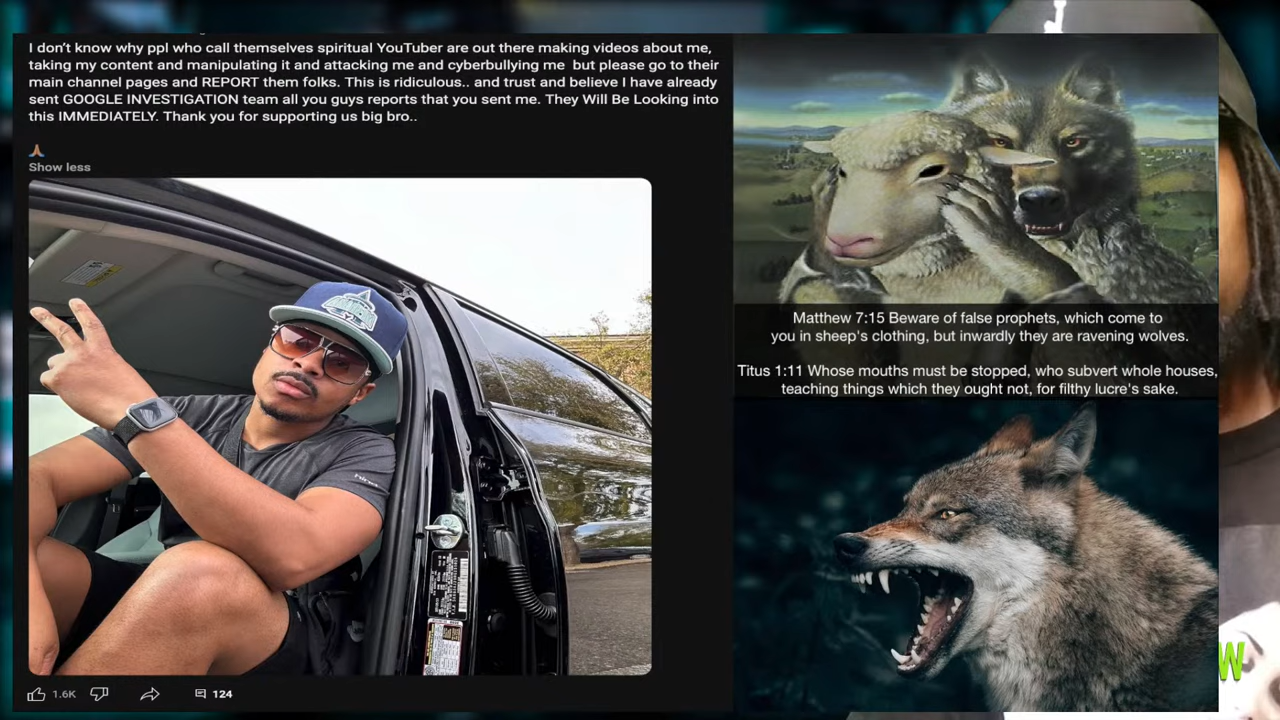 I don't know why ppl who call themselves spiritual YouTuber are out there making videos about me,
taking my content and manipulating it and attacking me and cyberbullying me  but please go to their
main channel pages and REPORT them folks. This is ridiculous.. and trust and believe I have already
sent GOOGLE INVESTIGATION team all you guys reports that you sent me. They Will Be Looking into
this IMMEDIATELY. Thank you for supporting us big bro..
Show less
1.6K
124
Matthew 7:15 Beware of false prophets, which come to
you in sheep's clothing, but inwardly they are ravening wolves.
Titus 1:11 Whose mouths must be stopped, who subvert whole houses,
teaching things which they ought not, for filthy lucre's sake.
W